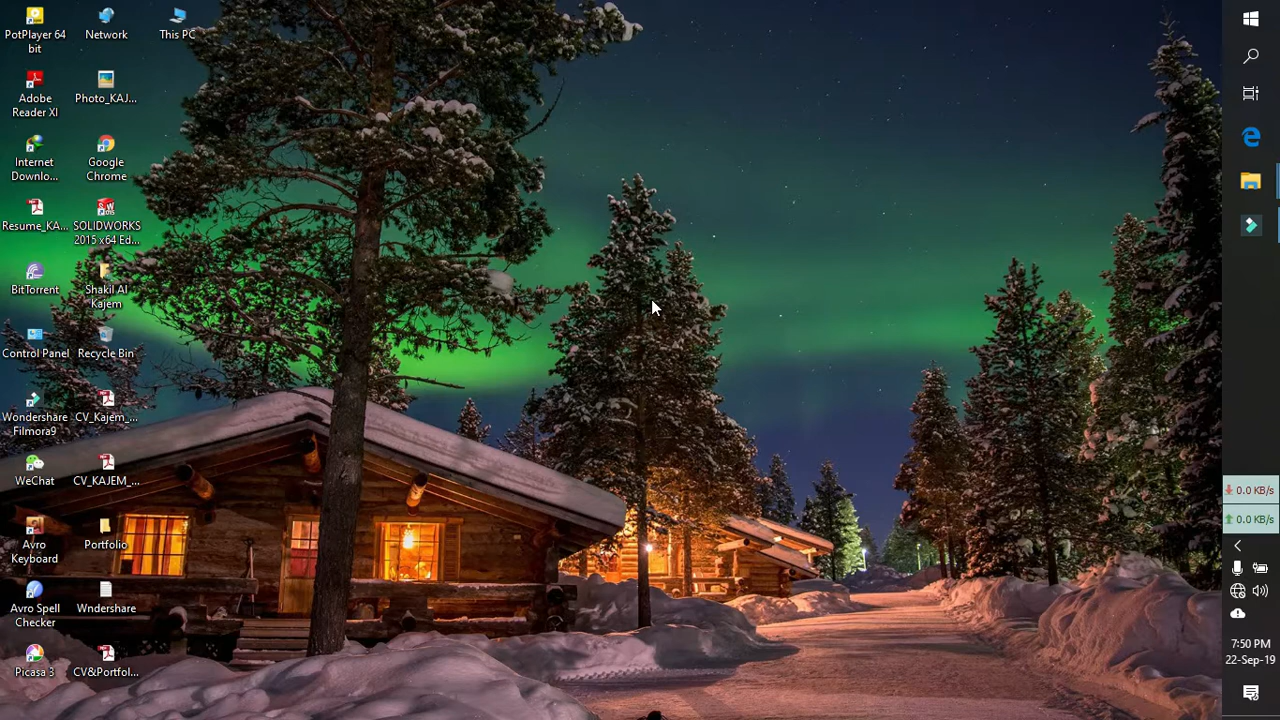 PotPlayer 64
bit
Network
This PC
Adobe
Reader XI
Photo_KAJ...
Internet
Downlo...
Google
Chrome
Resume_KA...
SOLIDWORKS
2015 x64 Ed...
BitTorrent
Shakil Al
Kajem
Control Panel
Recycle Bin
Wondershare
Filmora9
CV_Kajem_...
WeChat
CV_KAJEM_...
Avro
Keyboard
Portfolio
Avro Spell
Checker
Wndershare
Picasa 3
CV&Portfol...
0.0 KB/s
0.0 KB/s
7:50 PM
22-Sep-19